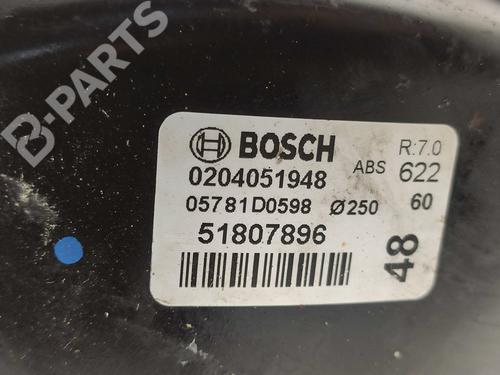 B-PARTS
BOSCH
R:7.0
0204051948
ABS 622
05781D0598 Ø250 60
51807896
48